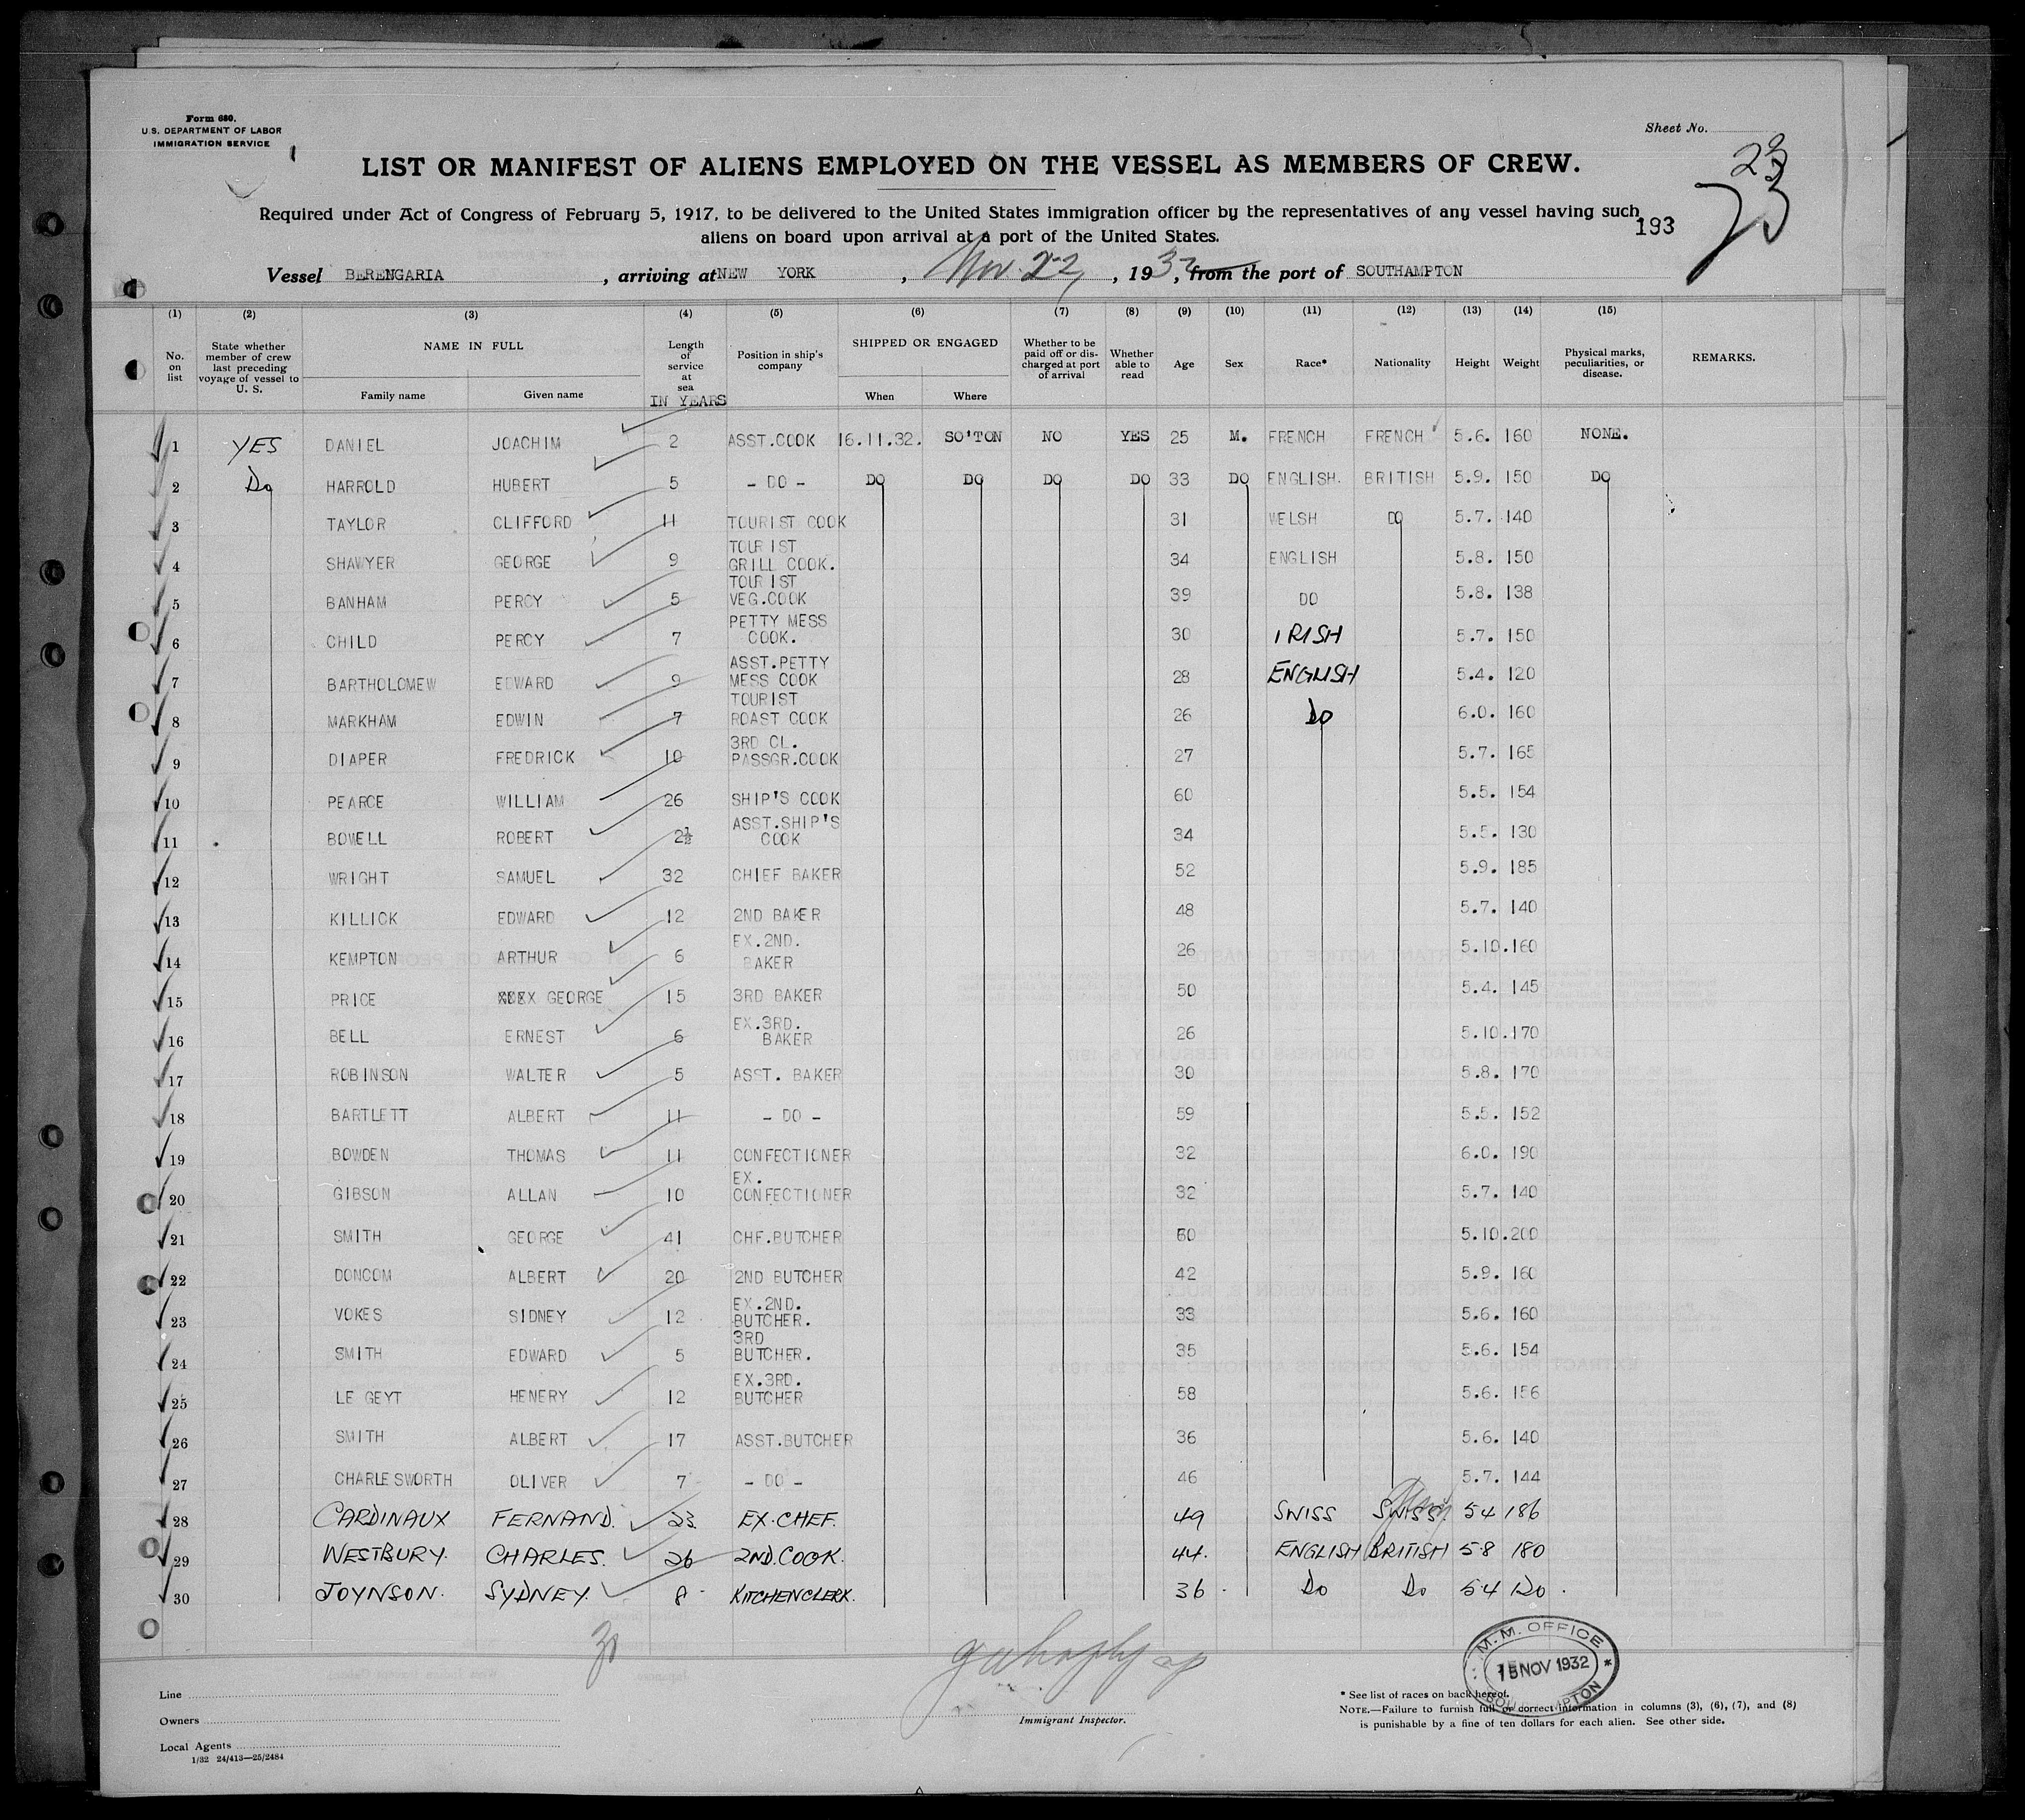 Form 680.
U.S. DEPARTMENT OF LABOR
IMMIGRATION SERVICE
Sheet No.
23
LIST OR MANIFEST OF ALIENS EMPLOYED ON THE VESSEL AS MEMBERS OF CREW.
Required under Act of Congress of February 5, 1917, to be delivered to the United States immigration officer by the representatives of any vessel having such
aliens on board upon arrival at a port of the United States.
193
Vessel BERENGARIA, arriving at NEW YORK, Nov. 22, 1932, from the port of SOUTHAMPTON
(1) (2) (3) (4) (5) (6) (7) (8) (9) (10) (11) (12) (13) (14) (15)
No. on list State whether member of crew last preceding voyage of vessel to U. S. NAME IN FULL Family name Given name Length of service at sea IN YEARS Position in ship's company SHIPPED OR ENGAGED When Where Whether to be paid off or discharged at port of arrival Whether able to read Age Sex Race* Nationality Height Weight Physical marks, peculiarities, or disease. REMARKS.
1 YES DANIEL JOACHIM 2 ASST.COOK 16.11.32. SO'TON NO YES 25 M. FRENCH FRENCH 5.6. 160 NONE.
2 Do HARROLD HUBERT 5 - DO - DO DO DO DO 33 DO ENGLISH. BRITISH 5.9. 150 DO
3 TAYLOR CLIFFORD 11 TOURIST COOK 31 WELSH DO 5.7. 140
4 SHAWYER GEORGE 9 TOURIST GRILL COOK. 34 ENGLISH 5.8. 150
5 BANHAM PERCY 5 TOURIST VEG.COOK 39 DO 5.8. 138
6 CHILD PERCY 7 PETTY MESS COOK. 30 IRISH 5.7. 150
7 BARTHOLOMEW EDWARD 9 ASST.PETTY MESS COOK 28 ENGLISH 5.4. 120
8 MARKHAM EDWIN 7 TOURIST ROAST COOK 26 Do 6.0. 160
9 DIAPER FREDRICK 10 3RD CL. PASSGR.COOK 27 5.7. 165
10 PEARCE WILLIAM 26 SHIP'S COOK 60 5.5. 154
11 BOWELL ROBERT 2½ ASST.SHIP'S COOK 34 5.5. 130
12 WRIGHT SAMUEL 32 CHIEF BAKER 52 5.9. 185
13 KILLICK EDWARD 12 2ND BAKER 48 5.7. 140
14 KEMPTON ARTHUR 6 EX.2ND. BAKER 26 5.10.160
15 PRICE GEORGE 15 3RD BAKER 50 5.4. 145
16 BELL ERNEST 6 EX.3RD. BAKER 26 5.10.170
17 ROBINSON WALTER 5 ASST. BAKER 30 5.8. 170
18 BARTLETT ALBERT 11 - DO - 59 5.5. 152
19 BOWDEN THOMAS 11 CONFECTIONER 32 6.0. 190
20 GIBSON ALLAN 10 EX. CONFECTIONER 32 5.7. 140
21 SMITH GEORGE 41 CHF.BUTCHER 60 5.10.200
22 DONCOM ALBERT 20 2ND BUTCHER 42 5.9. 160
23 VOKES SIDNEY 12 EX.2ND. BUTCHER. 33 5.6. 160
24 SMITH EDWARD 5 3RD BUTCHER. 35 5.6. 154
25 LE GEYT HENERY 12 EX.3RD. BUTCHER 58 5.6. 156
26 SMITH ALBERT 17 ASST.BUTCHER 36 5.6. 140
27 CHARLESWORTH OLIVER 7 - DO - 46 5.7. 144
28 CARDINAUX FERNAND. 23 EX.CHEF. 49 SWISS SWISS. 54 186
29 WESTBURY. CHARLES. 26 2ND.COOK. 44. ENGLISH BRITISH 58 180
30 JOYNSON. SYDNEY. 8 KITCHENCLERK. 36 Do Do 54 120
30
M.M. OFFICE
15 NOV 1932
SOUTHAMPTON
Line
Owners
Local Agents
1/32 24/413—25/2484
Immigrant Inspector.
* See list of races on back hereof.
NOTE.—Failure to furnish full or correct information in columns (3), (6), (7), and (8)
is punishable by a fine of ten dollars for each alien. See other side.